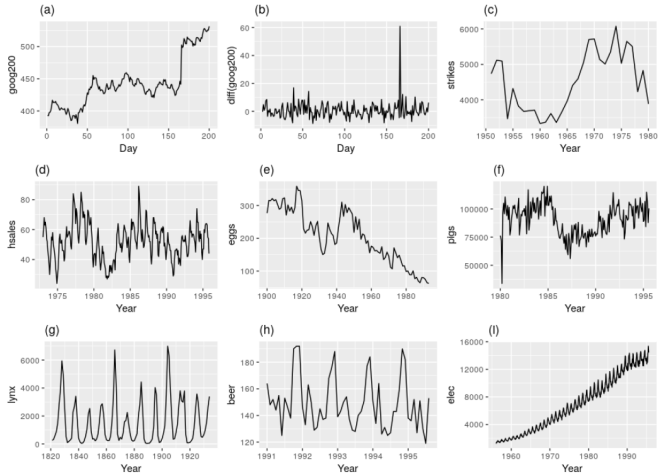 (a)
(b)
(c)
goog200
500
450
400
0
50
100
150
200
Day
diff(goog200)
60
40
20
0
0
50
100
150
200
Day
strikes
6000
5000
4000
1950
1955
1960
1965
1970
1975
1980
Year
(d)
(e)
(f)
hsales
80
60
40
1975
1980
1985
1990
1995
Year
eggs
300
200
100
1900
1920
1940
1960
1980
Year
pigs
100000
75000
50000
1980
1985
1990
1995
Year
(g)
(h)
(I)
lynx
6000
4000
2000
0
1820
1840
1860
1880
1900
1920
Year
beer
180
160
140
120
1991
1992
1993
1994
1995
Year
elec
16000
12000
8000
4000
1960
1970
1980
1990
Year